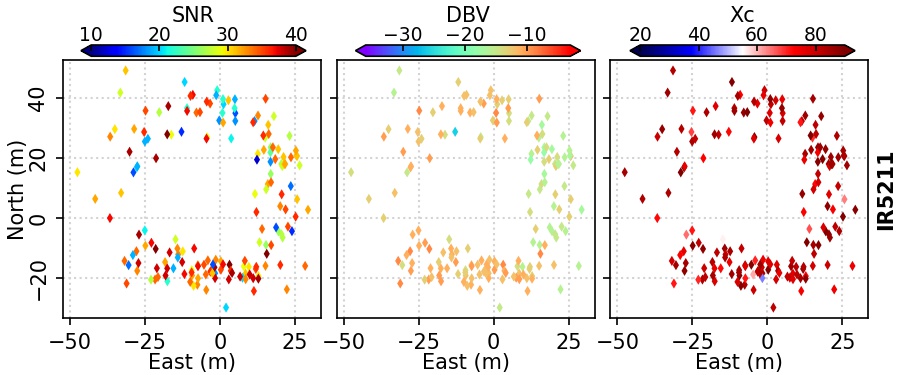 SNR DBV Xc
10 20 30 40 −30 −20 −10 20 40 60 80
40
20
0
−20
North (m)
IR5211
−50 −25 0 25 −50 −25 0 25 −50 −25 0 25
East (m) East (m) East (m)